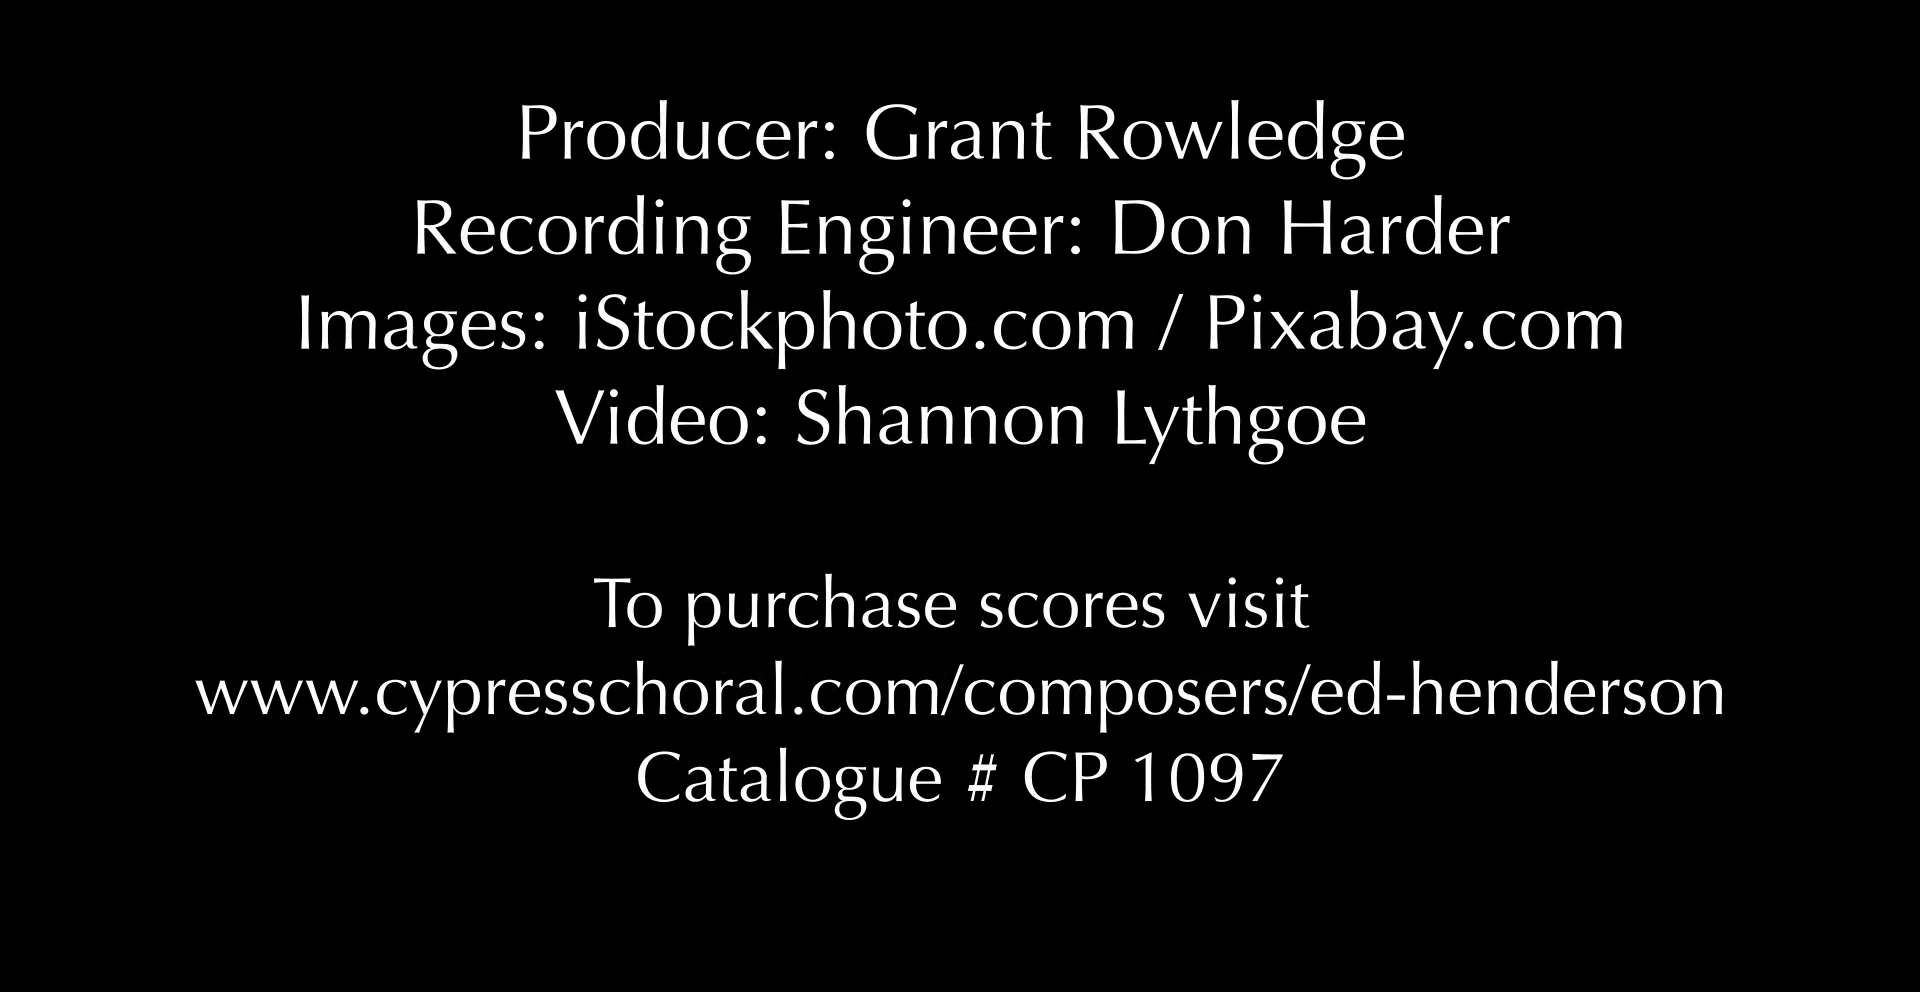 Producer: Grant Rowledge
Recording Engineer: Don Harder
Images: iStockphoto.com / Pixabay.com
Video: Shannon Lythgoe
To purchase scores visit
www.cypresschoral.com/composers/ed-henderson
Catalogue # CP 1097